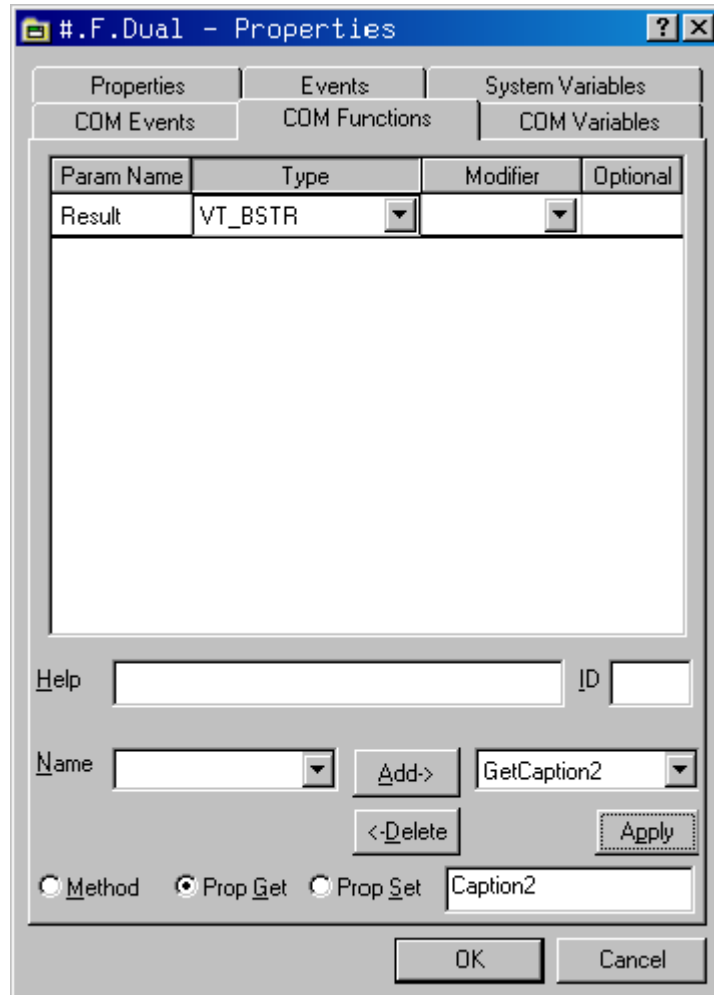 #.F.Dual - Properties
Properties Events System Variables
COM Events COM Functions COM Variables
Param Name Type Modifier Optional
Result VT_BSTR
Help ID
Name Add-> GetCaption2
<-Delete Apply
Method Prop Get Prop Set Caption2
OK Cancel